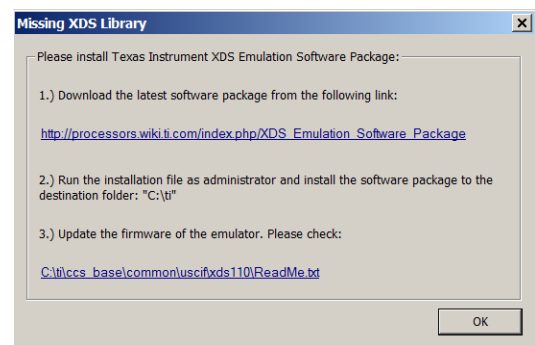 Missing XDS Library
Please install Texas Instrument XDS Emulation Software Package:
1.) Download the latest software package from the following link:
http://processors.wiki.ti.com/index.php/XDS_Emulation_Software_Package
2.) Run the installation file as administrator and install the software package to the
destination folder: "C:\ti"
3.) Update the firmware of the emulator. Please check:
C:\ti\ccs_base\common\uscif\xds110\ReadMe.txt
OK